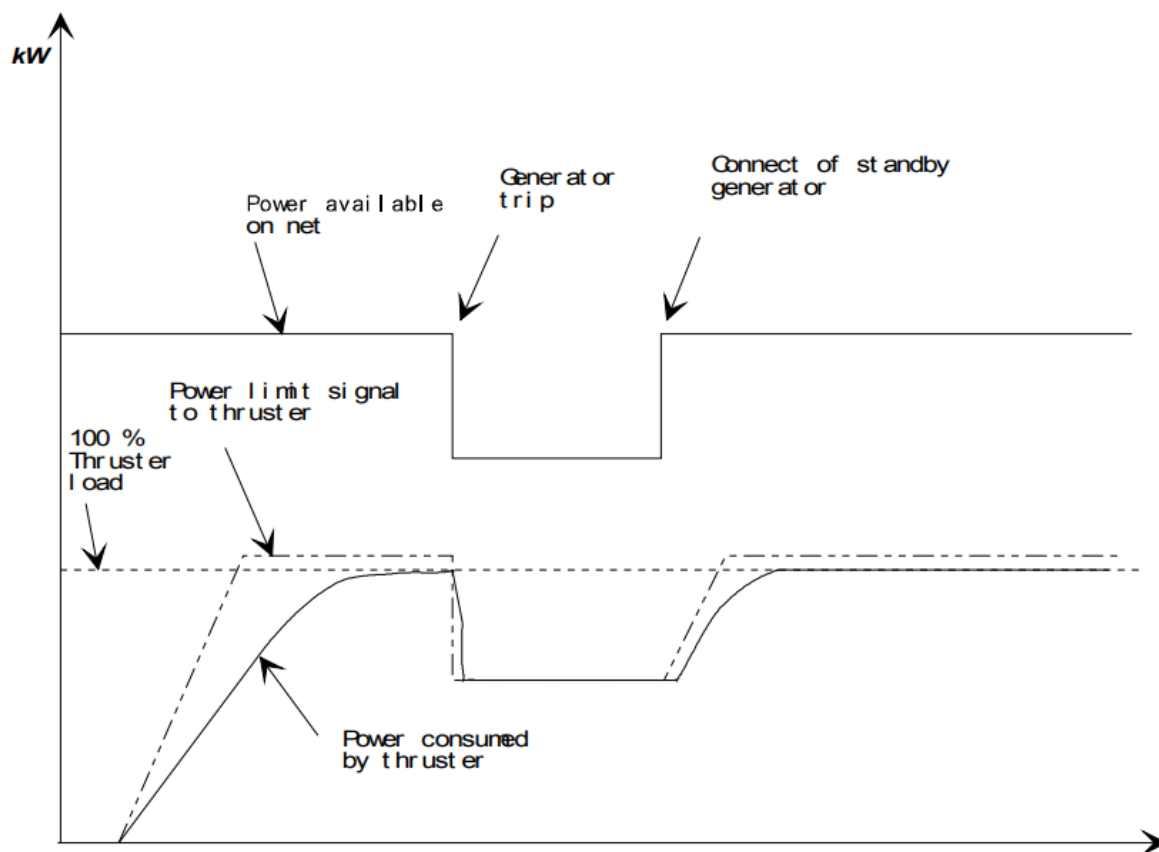 kW
Generator
trip
Connect of standby
generator
Power available
on net
Power limit signal
to thruster
100 %
Thruster
load
Power consumed
by thruster